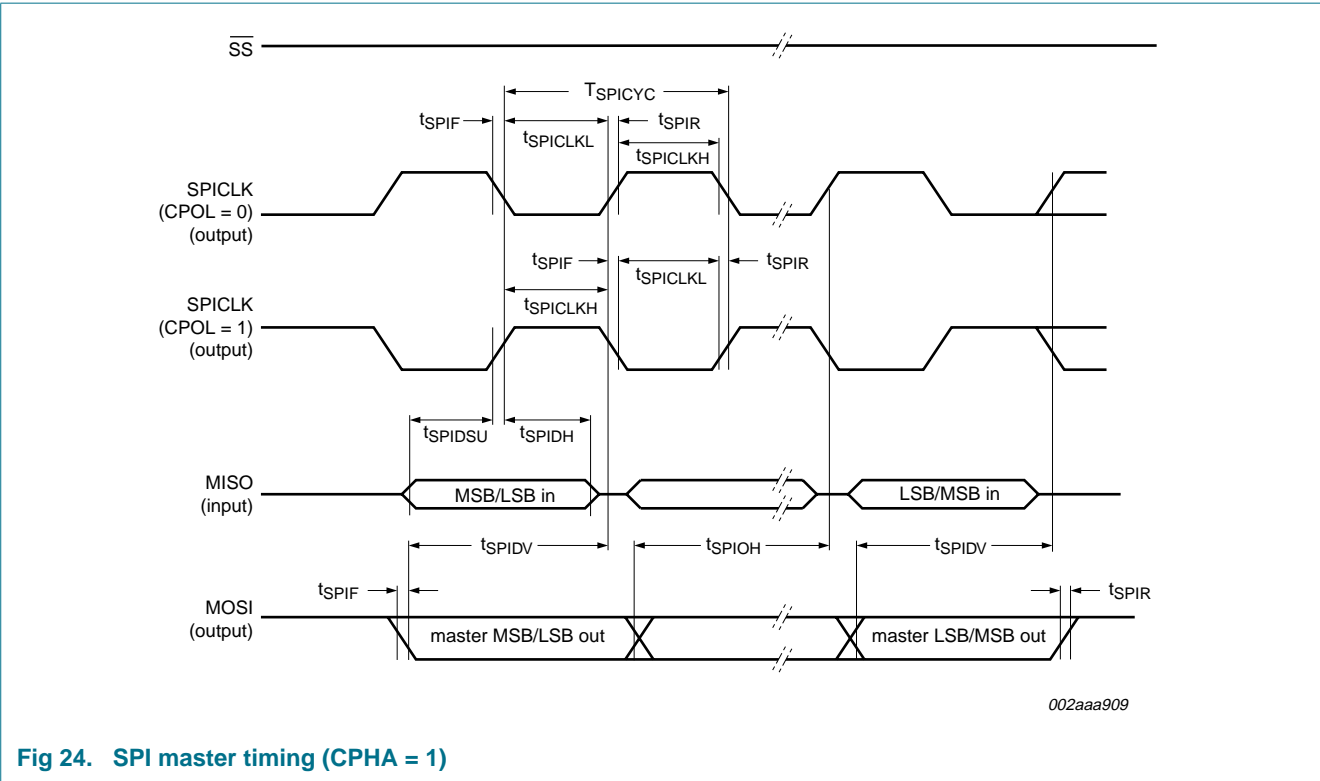 SS
TSPICYC
tSPIF
tSPIR
tSPICLKL
tSPICLKH
SPICLK
(CPOL = 0)
(output)
tSPIF
tSPIR
tSPICLKL
tSPICLKH
SPICLK
(CPOL = 1)
(output)
tSPIDSU
tSPIDH
MISO
(input)
MSB/LSB in
LSB/MSB in
tSPIDV
tSPIOH
tSPIDV
tSPIF
tSPIR
MOSI
(output)
master MSB/LSB out
master LSB/MSB out
002aaa909
Fig 24. SPI master timing (CPHA = 1)